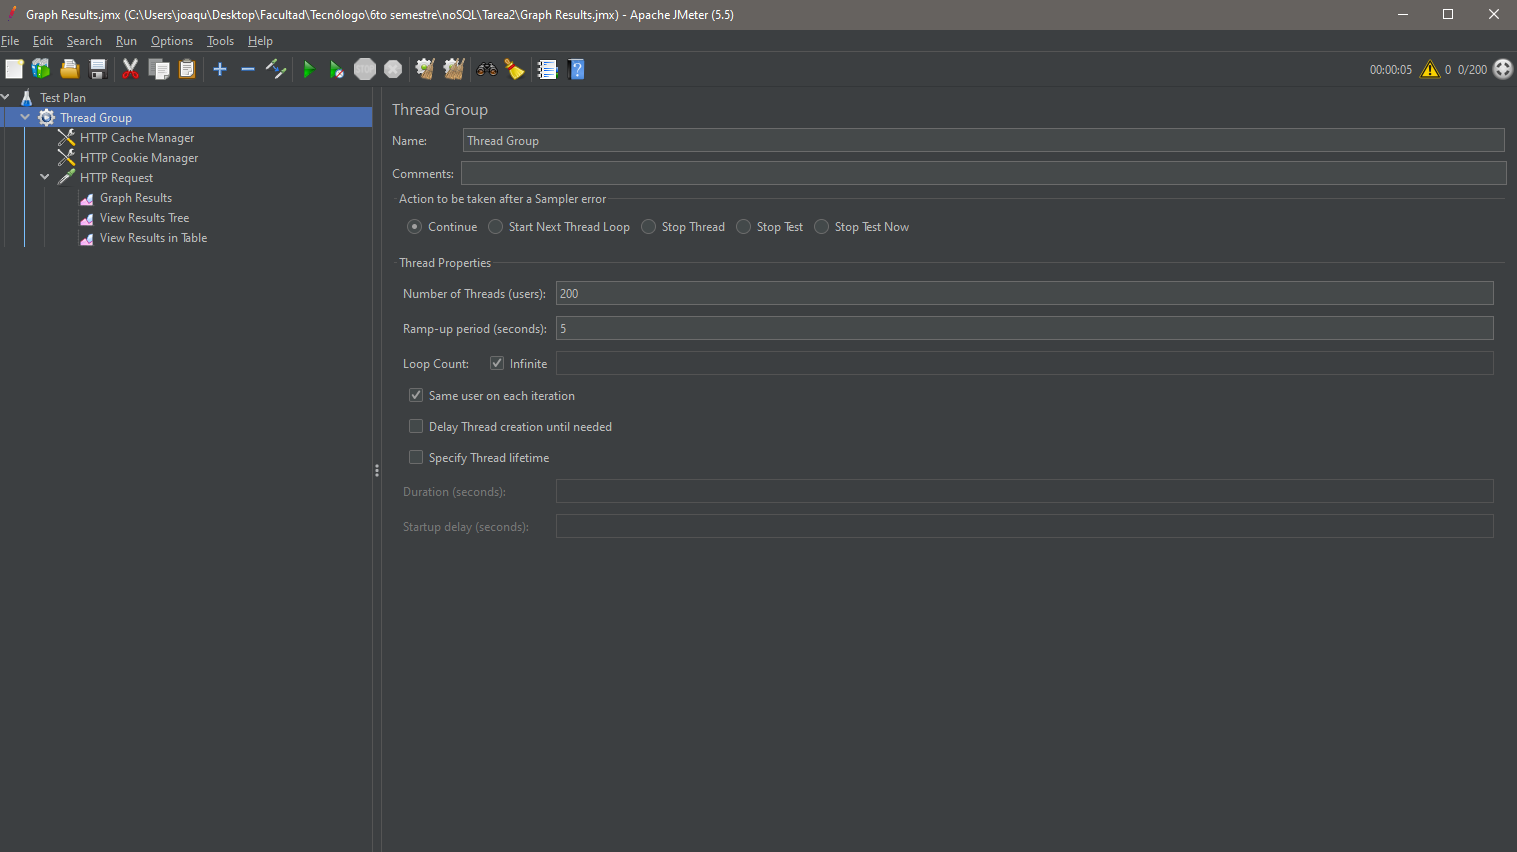 Graph Results.jmx (C:\Users\joaqu\Desktop\Facultad\Tecnólogo\6to semestre\noSQL\Tarea2\Graph Results.jmx) - Apache JMeter (5.5)
File Edit Search Run Options Tools Help
STOP
00:00:05 0 0/200
Test Plan
Thread Group
HTTP Cache Manager
HTTP Cookie Manager
HTTP Request
Graph Results
View Results Tree
View Results in Table
Thread Group
Name: Thread Group
Comments:
Action to be taken after a Sampler error
Continue Start Next Thread Loop Stop Thread Stop Test Stop Test Now
Thread Properties
Number of Threads (users): 200
Ramp-up period (seconds): 5
Loop Count: Infinite
Same user on each iteration
Delay Thread creation until needed
Specify Thread lifetime
Duration (seconds):
Startup delay (seconds):